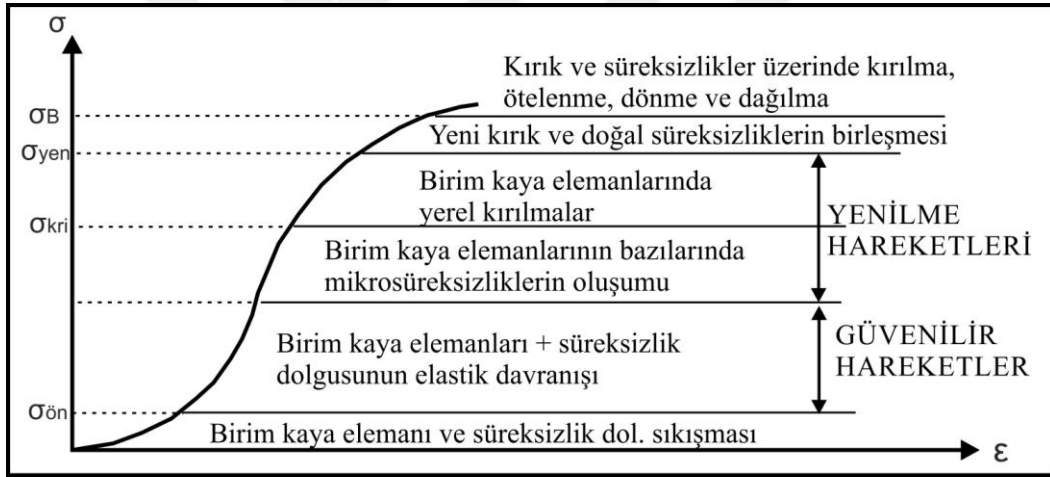 σ
Kırık ve süreksizlikler üzerinde kırılma,
ötelenme, dönme ve dağılma
σB
Yeni kırık ve doğal süreksizliklerin birleşmesi
σyen
Birim kaya elemanlarında
yerel kırılmalar
σkri
YENİLME
HAREKETLERİ
Birim kaya elemanlarının bazılarında
mikrosüreksizliklerin oluşumu
Birim kaya elemanları + süreksizlik
dolgusunun elastik davranışı
GÜVENİLİR
HAREKETLER
σön
Birim kaya elemanı ve süreksizlik dol. sıkışması
ε